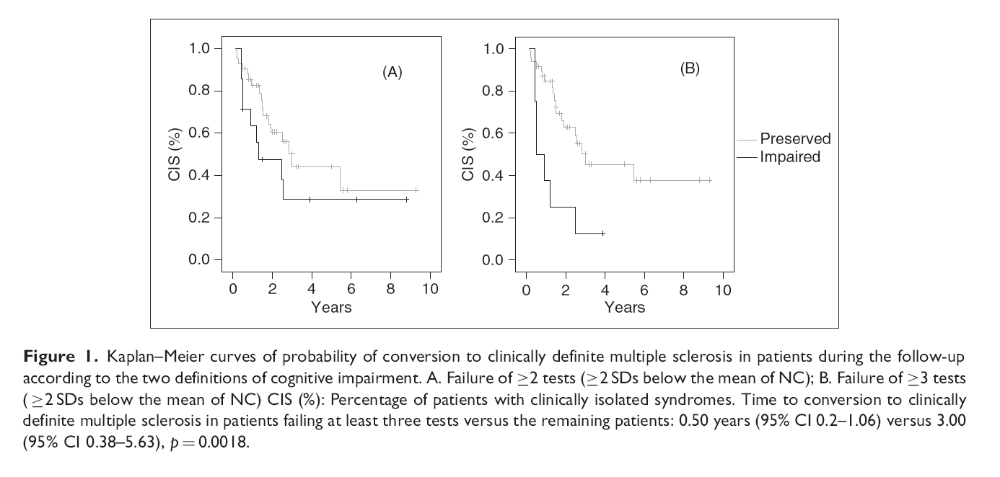 1.0
0.8
0.6
0.4
0.2
0.0
CIS (%)
(A)
0 2 4 6 8 10
Years
1.0
0.8
0.6
0.4
0.2
0.0
CIS (%)
(B)
0 2 4 6 8 10
Years
Preserved
Impaired
Figure 1. Kaplan–Meier curves of probability of conversion to clinically definite multiple sclerosis in patients during the follow-up
according to the two definitions of cognitive impairment. A. Failure of ≥2 tests (≥2 SDs below the mean of NC); B. Failure of ≥3 tests
(≥2 SDs below the mean of NC) CIS (%): Percentage of patients with clinically isolated syndromes. Time to conversion to clinically
definite multiple sclerosis in patients failing at least three tests versus the remaining patients: 0.50 years (95% CI 0.2–1.06) versus 3.00
(95% CI 0.38–5.63), p = 0.0018.